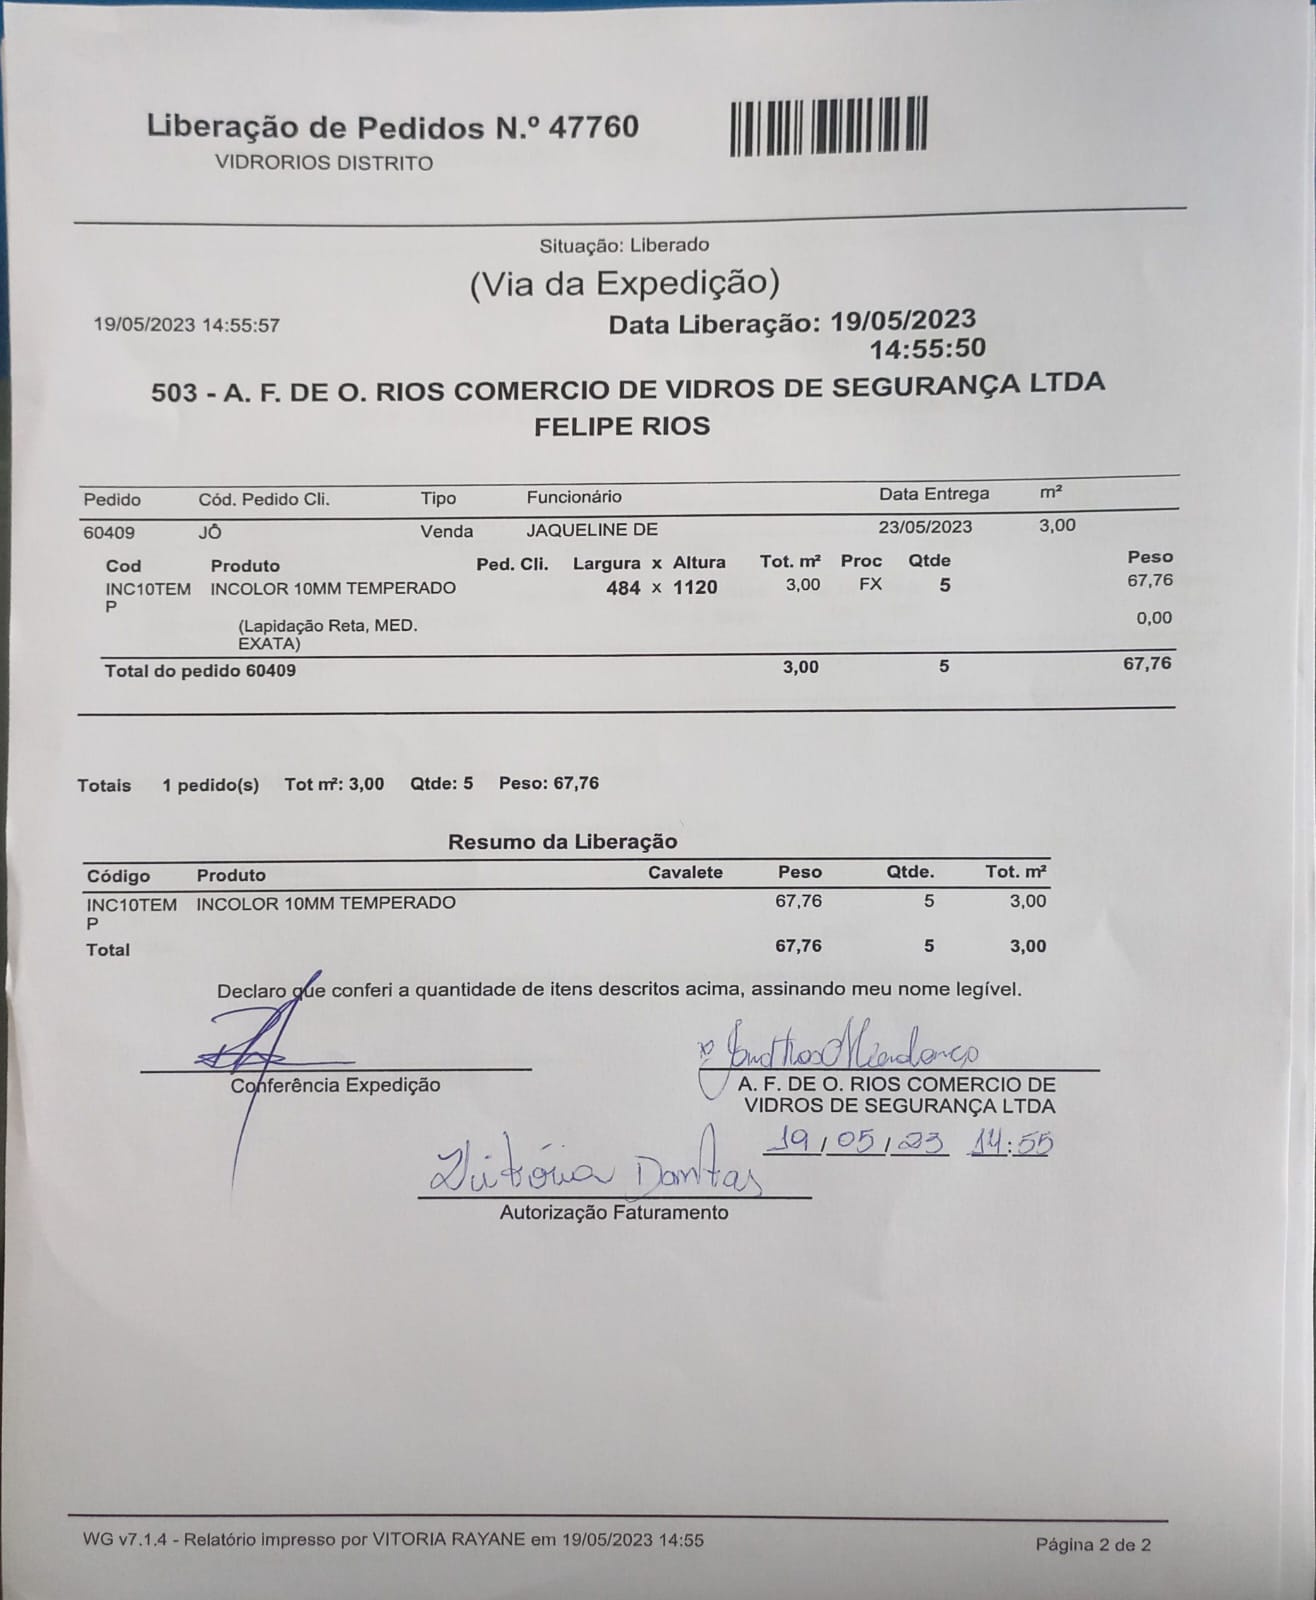 Liberação de Pedidos N.º 47760
VIDRORIOS DISTRITO
Situação: Liberado
(Via da Expedição)
19/05/2023 14:55:57 Data Liberação: 19/05/2023
14:55:50
503 - A. F. DE O. RIOS COMERCIO DE VIDROS DE SEGURANÇA LTDA
FELIPE RIOS
Pedido Cód. Pedido Cli. Tipo Funcionário Data Entrega m²
60409 JÔ Venda JAQUELINE DE 23/05/2023 3,00
Cod Produto Ped. Cli. Largura x Altura Tot. m² Proc Qtde Peso
INC10TEM INCOLOR 10MM TEMPERADO 484 x 1120 3,00 FX 5 67,76
P
(Lapidação Reta, MED. 0,00
EXATA)
Total do pedido 60409 3,00 5 67,76
Totais 1 pedido(s) Tot m²: 3,00 Qtde: 5 Peso: 67,76
Resumo da Liberação
Código Produto Cavalete Peso Qtde. Tot. m²
INC10TEM INCOLOR 10MM TEMPERADO 67,76 5 3,00
P
Total 67,76 5 3,00
Declaro que conferi a quantidade de itens descritos acima, assinando meu nome legível.
Mendonça
Conferência Expedição A. F. DE O. RIOS COMERCIO DE
VIDROS DE SEGURANÇA LTDA
19/05/23 14:55
Vitória Dantas
Autorização Faturamento
WG v7.1.4 - Relatório impresso por VITORIA RAYANE em 19/05/2023 14:55 Página 2 de 2